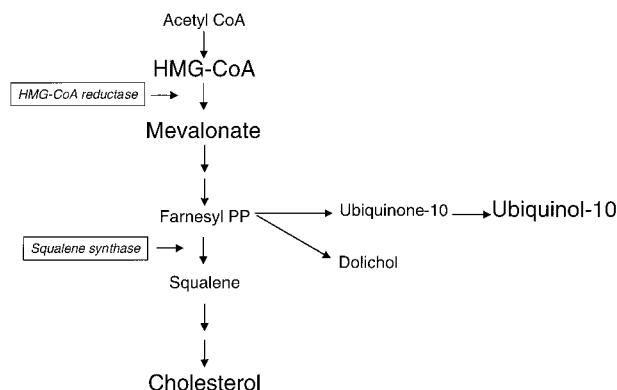 Acetyl CoA
HMG-CoA
HMG-CoA reductase
Mevalonate
Farnesyl PP
Ubiquinone-10
Ubiquinol-10
Squalene synthase
Dolichol
Squalene
Cholesterol